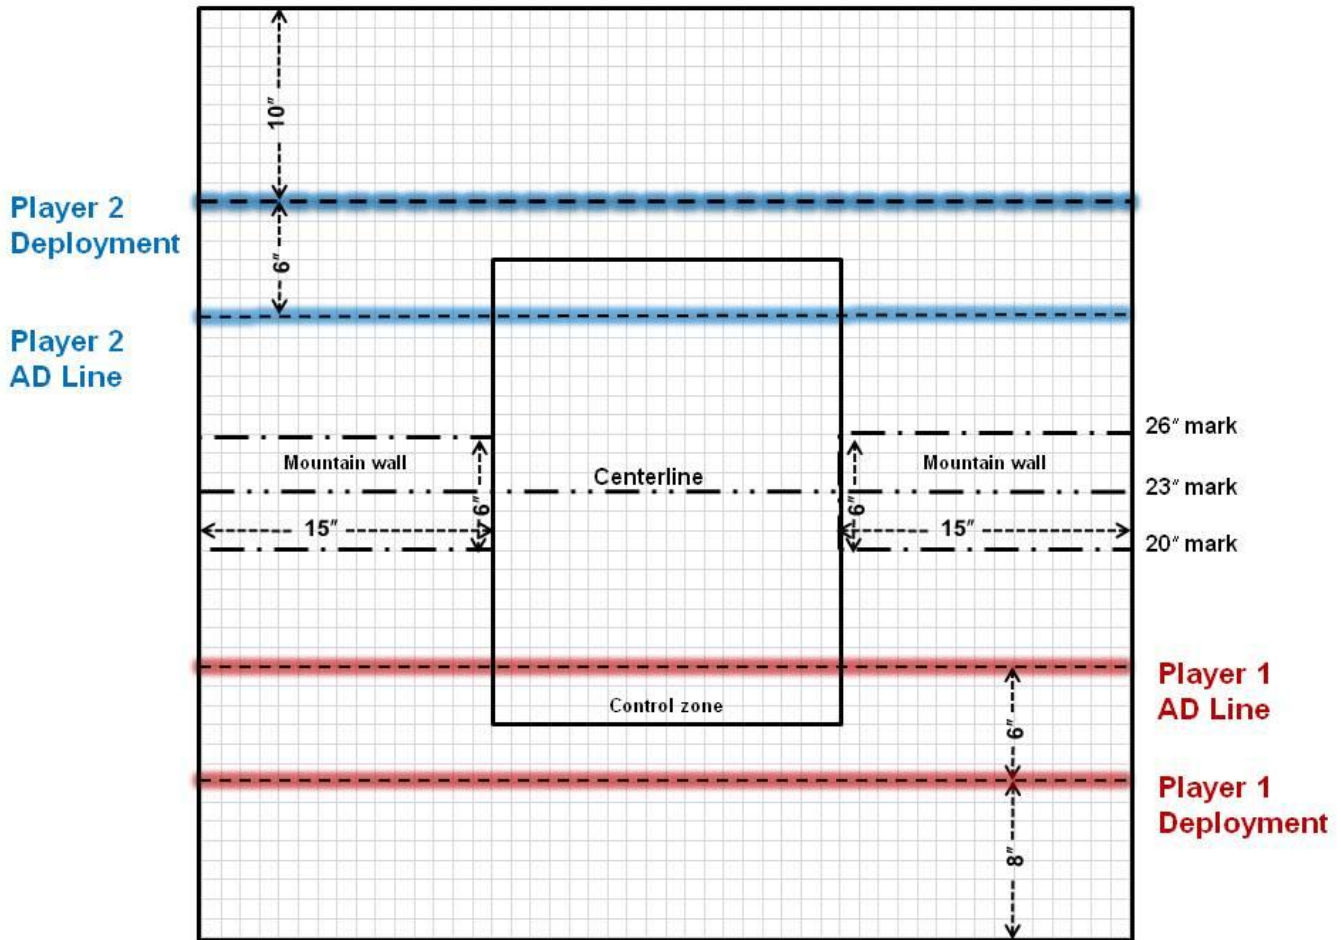 10″
Player 2
Deployment
6″
Player 2
AD Line
26″ mark
Mountain wall
Mountain wall
Centerline
23″ mark
6″
6″
15″
15″
20″ mark
Player 1
AD Line
Control zone
6″
Player 1
Deployment
8″